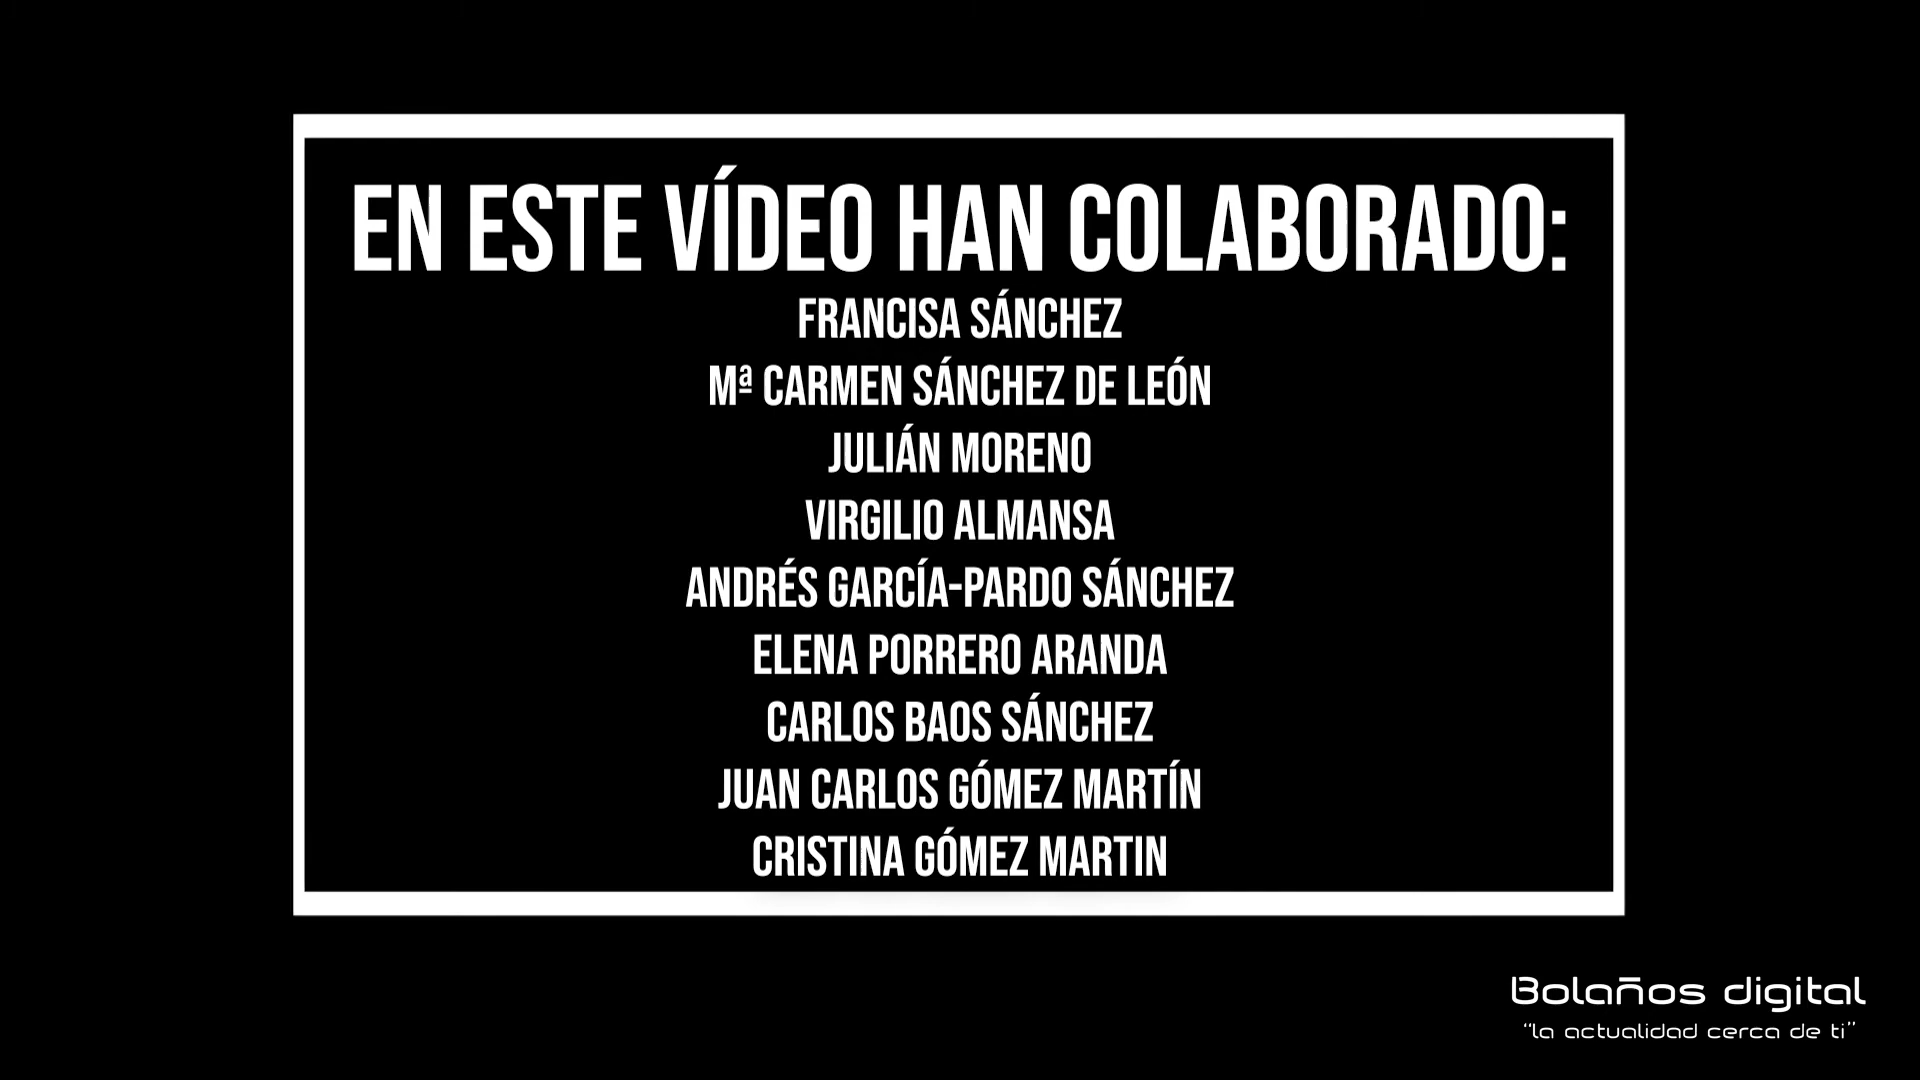 EN ESTE VÍDEO HAN COLABORADO:
FRANCISA SÁNCHEZ
Mª CARMEN SÁNCHEZ DE LEÓN
JULIÁN MORENO
VIRGILIO ALMANSA
ANDRÉS GARCÍA-PARDO SÁNCHEZ
ELENA PORRERO ARANDA
CARLOS BAOS SÁNCHEZ
JUAN CARLOS GÓMEZ MARTÍN
CRISTINA GÓMEZ MARTIN
Bolaños digital
“la actualidad cerca de ti”